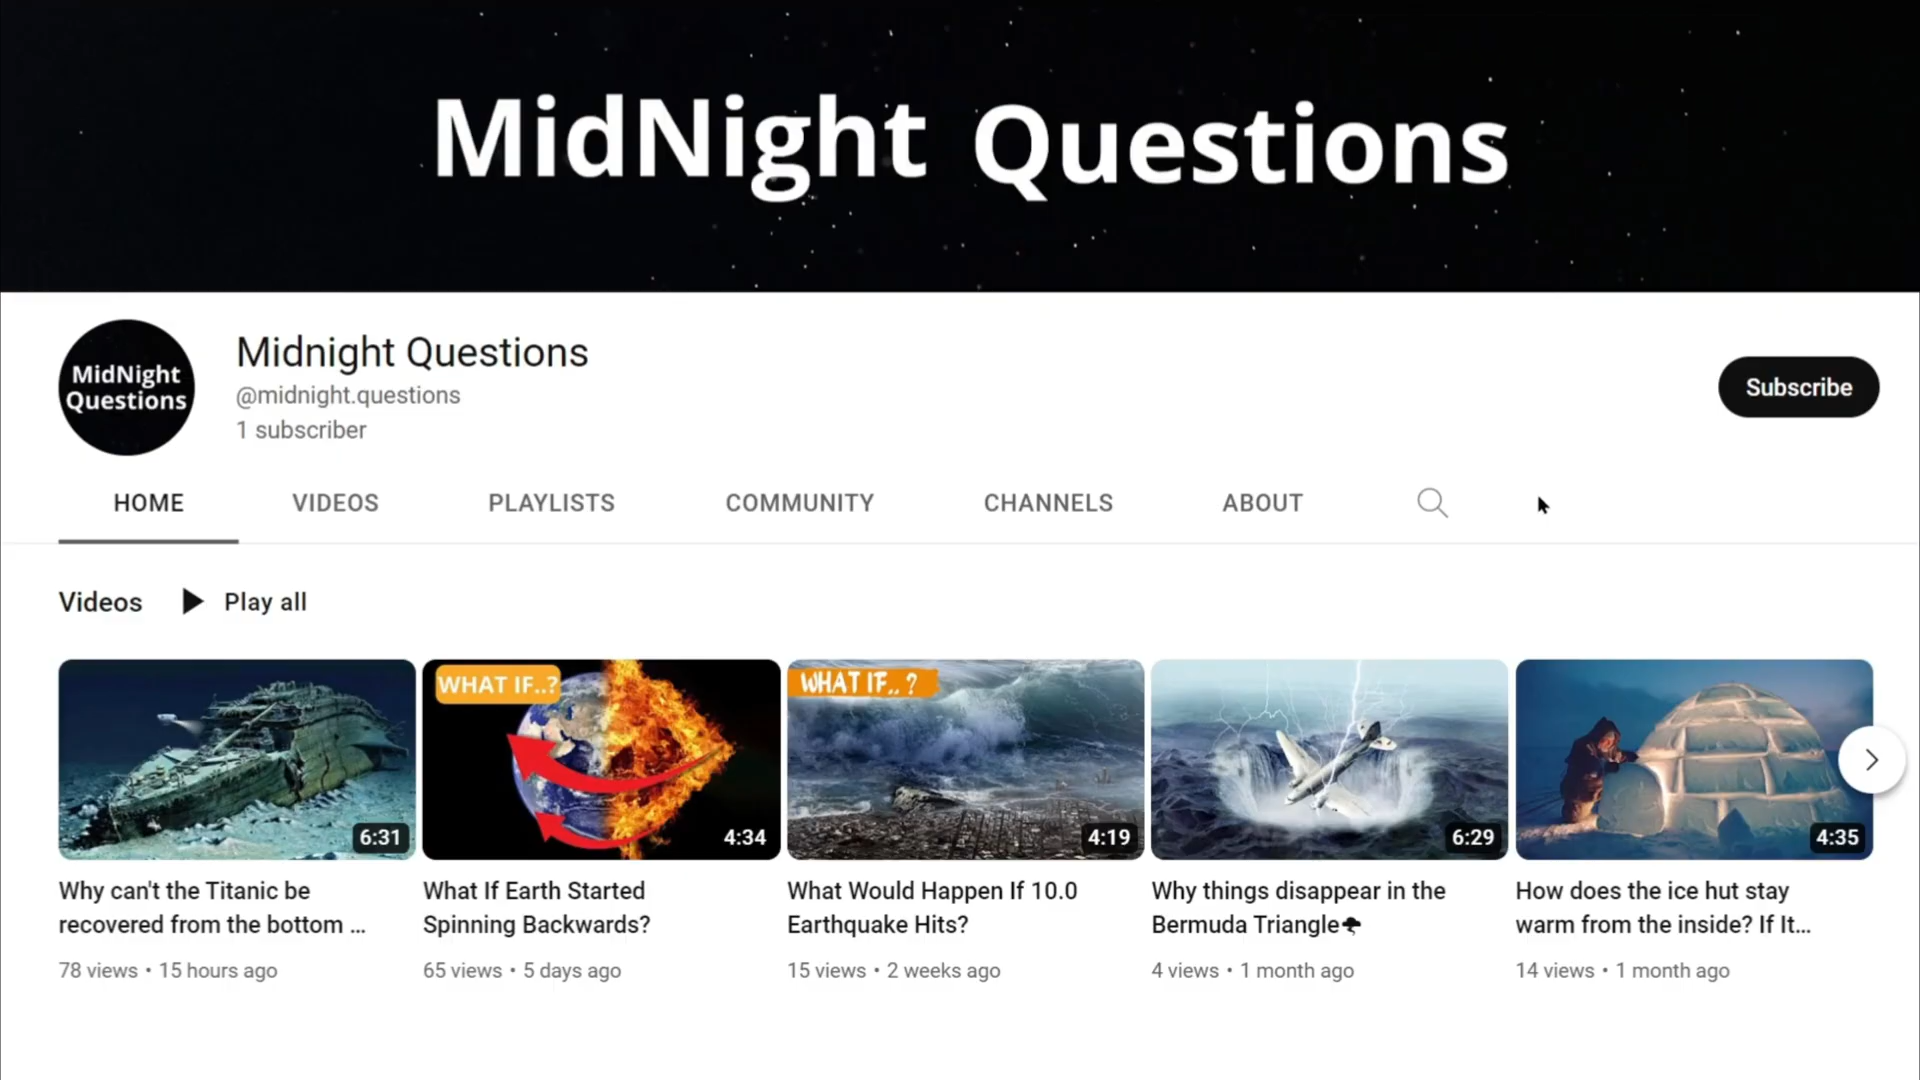 MidNight Questions
MidNight
Questions
Midnight Questions
@midnight.questions
1 subscriber
Subscribe
HOME
VIDEOS
PLAYLISTS
COMMUNITY
CHANNELS
ABOUT
Videos
Play all
6:31
WHAT IF..?
4:34
WHAT IF..?
4:19
6:29
4:35
Why can't the Titanic be
recovered from the bottom ...
78 views • 15 hours ago
What If Earth Started
Spinning Backwards?
65 views • 5 days ago
What Would Happen If 10.0
Earthquake Hits?
15 views • 2 weeks ago
Why things disappear in the
Bermuda Triangle🌪
4 views • 1 month ago
How does the ice hut stay
warm from the inside? If It...
14 views • 1 month ago